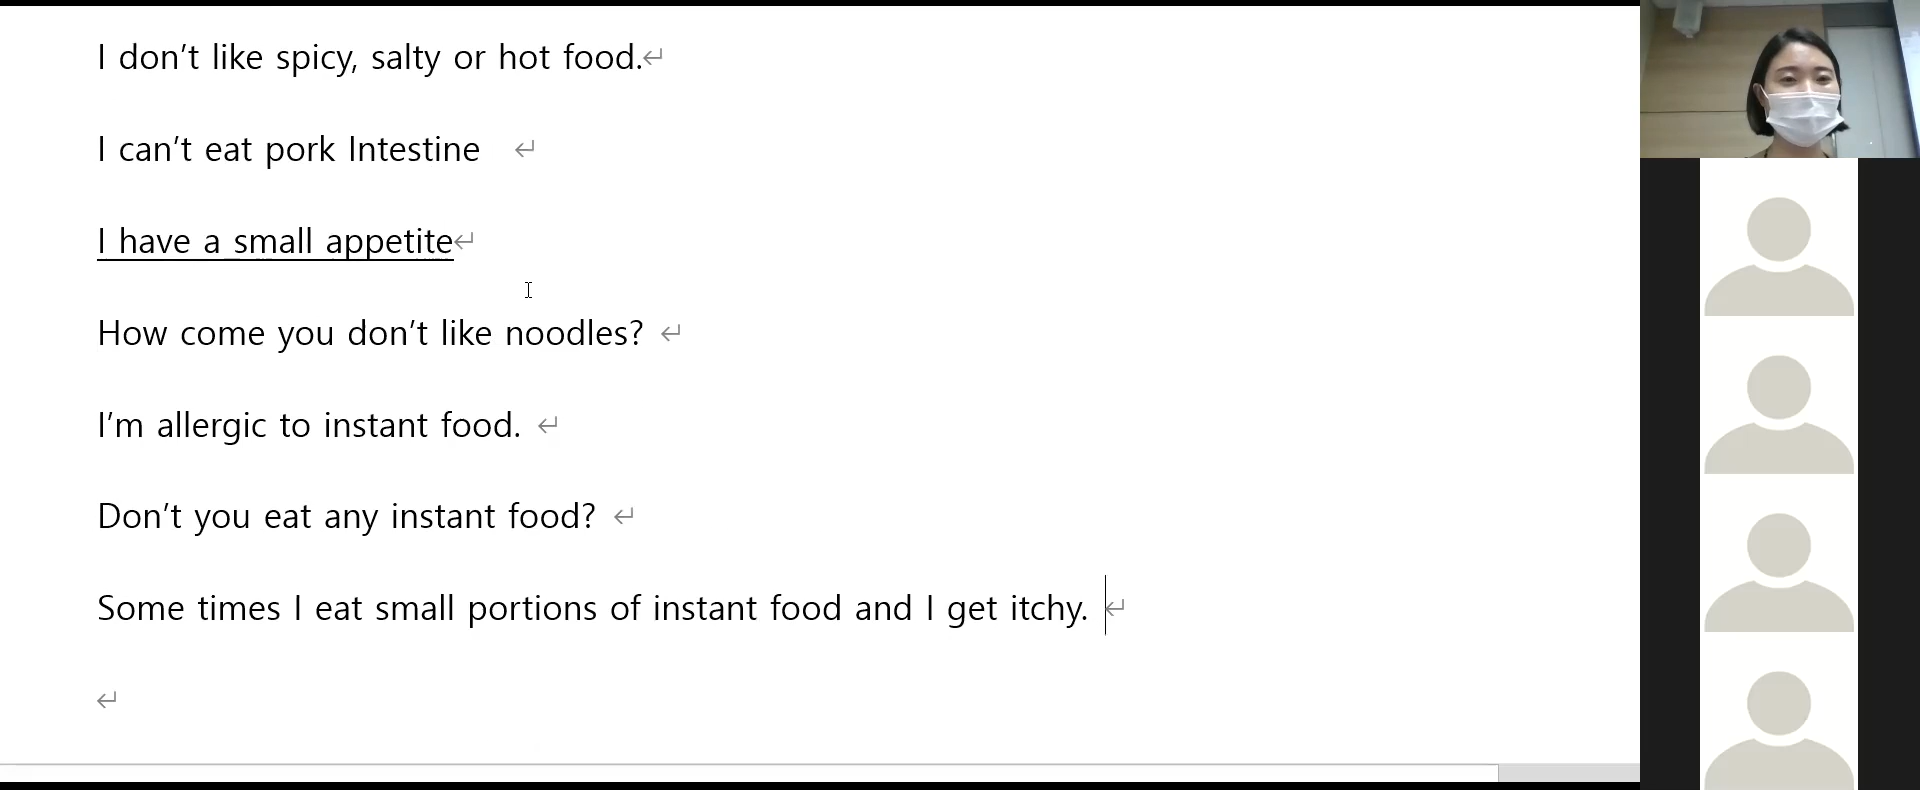 I don’t like spicy, salty or hot food.
I can’t eat pork Intestine
I have a small appetite
How come you don’t like noodles?
I’m allergic to instant food.
Don’t you eat any instant food?
Some times I eat small portions of instant food and I get itchy.